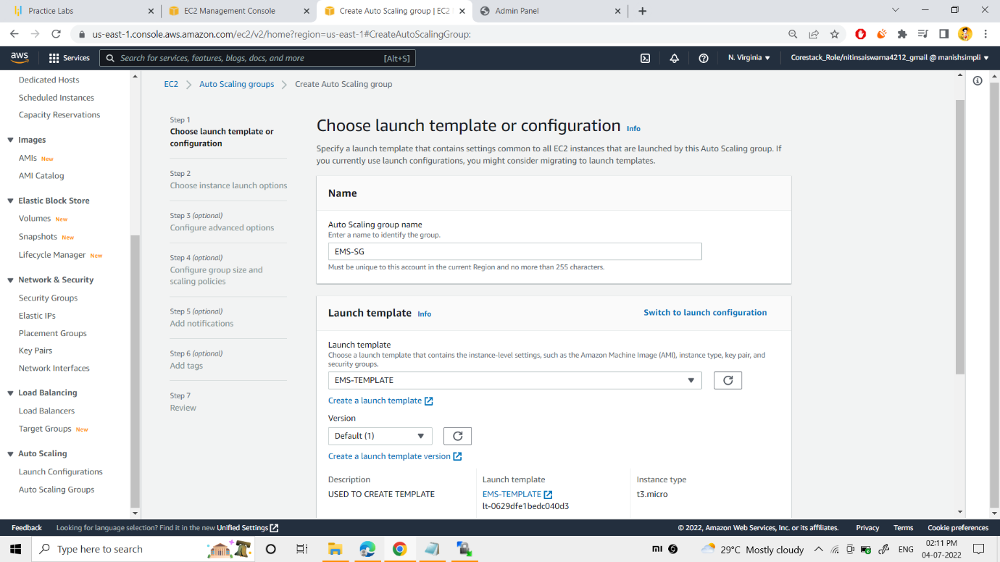 Practice Labs
EC2 Management Console
Create Auto Scaling group | EC2
Admin Panel
us-east-1.console.aws.amazon.com/ec2/v2/home?region=us-east-1#CreateAutoScalingGroup:
aws
Services
Search for services, features, blogs, docs, and more
[Alt+S]
N. Virginia
Corestack_Role/nitinsaiswarna4212_gmail @ manishsimpli
Dedicated Hosts
Scheduled Instances
Capacity Reservations
Images
AMIs New
AMI Catalog
Elastic Block Store
Volumes New
Snapshots New
Lifecycle Manager New
Network & Security
Security Groups
Elastic IPs
Placement Groups
Key Pairs
Network Interfaces
Load Balancing
Load Balancers
Target Groups New
Auto Scaling
Launch Configurations
Auto Scaling Groups
EC2
Auto Scaling groups
Create Auto Scaling group
Step 1
Choose launch template or
configuration
Step 2
Choose instance launch options
Step 3 (optional)
Configure advanced options
Step 4 (optional)
Configure group size and
scaling policies
Step 5 (optional)
Add notifications
Step 6 (optional)
Add tags
Step 7
Review
Choose launch template or configuration Info
Specify a launch template that contains settings common to all EC2 instances that are launched by this Auto Scaling group. If
you currently use launch configurations, you might consider migrating to launch templates.
Name
Auto Scaling group name
Enter a name to identify the group.
EMS-SG
Must be unique to this account in the current Region and no more than 255 characters.
Launch template Info
Switch to launch configuration
Launch template
Choose a launch template that contains the instance-level settings, such as the Amazon Machine Image (AMI), instance type, key pair, and
security groups.
EMS-TEMPLATE
Create a launch template
Version
Default (1)
Create a launch template version
Description
USED TO CREATE TEMPLATE
Launch template
EMS-TEMPLATE
lt-0629dfe1bedc040d3
Instance type
t3.micro
Feedback
Looking for language selection? Find it in the new Unified Settings
© 2022, Amazon Web Services, Inc. or its affiliates.
Privacy
Terms
Cookie preferences
Type here to search
mi
29°C Mostly cloudy
ENG
02:11 PM
04-07-2022